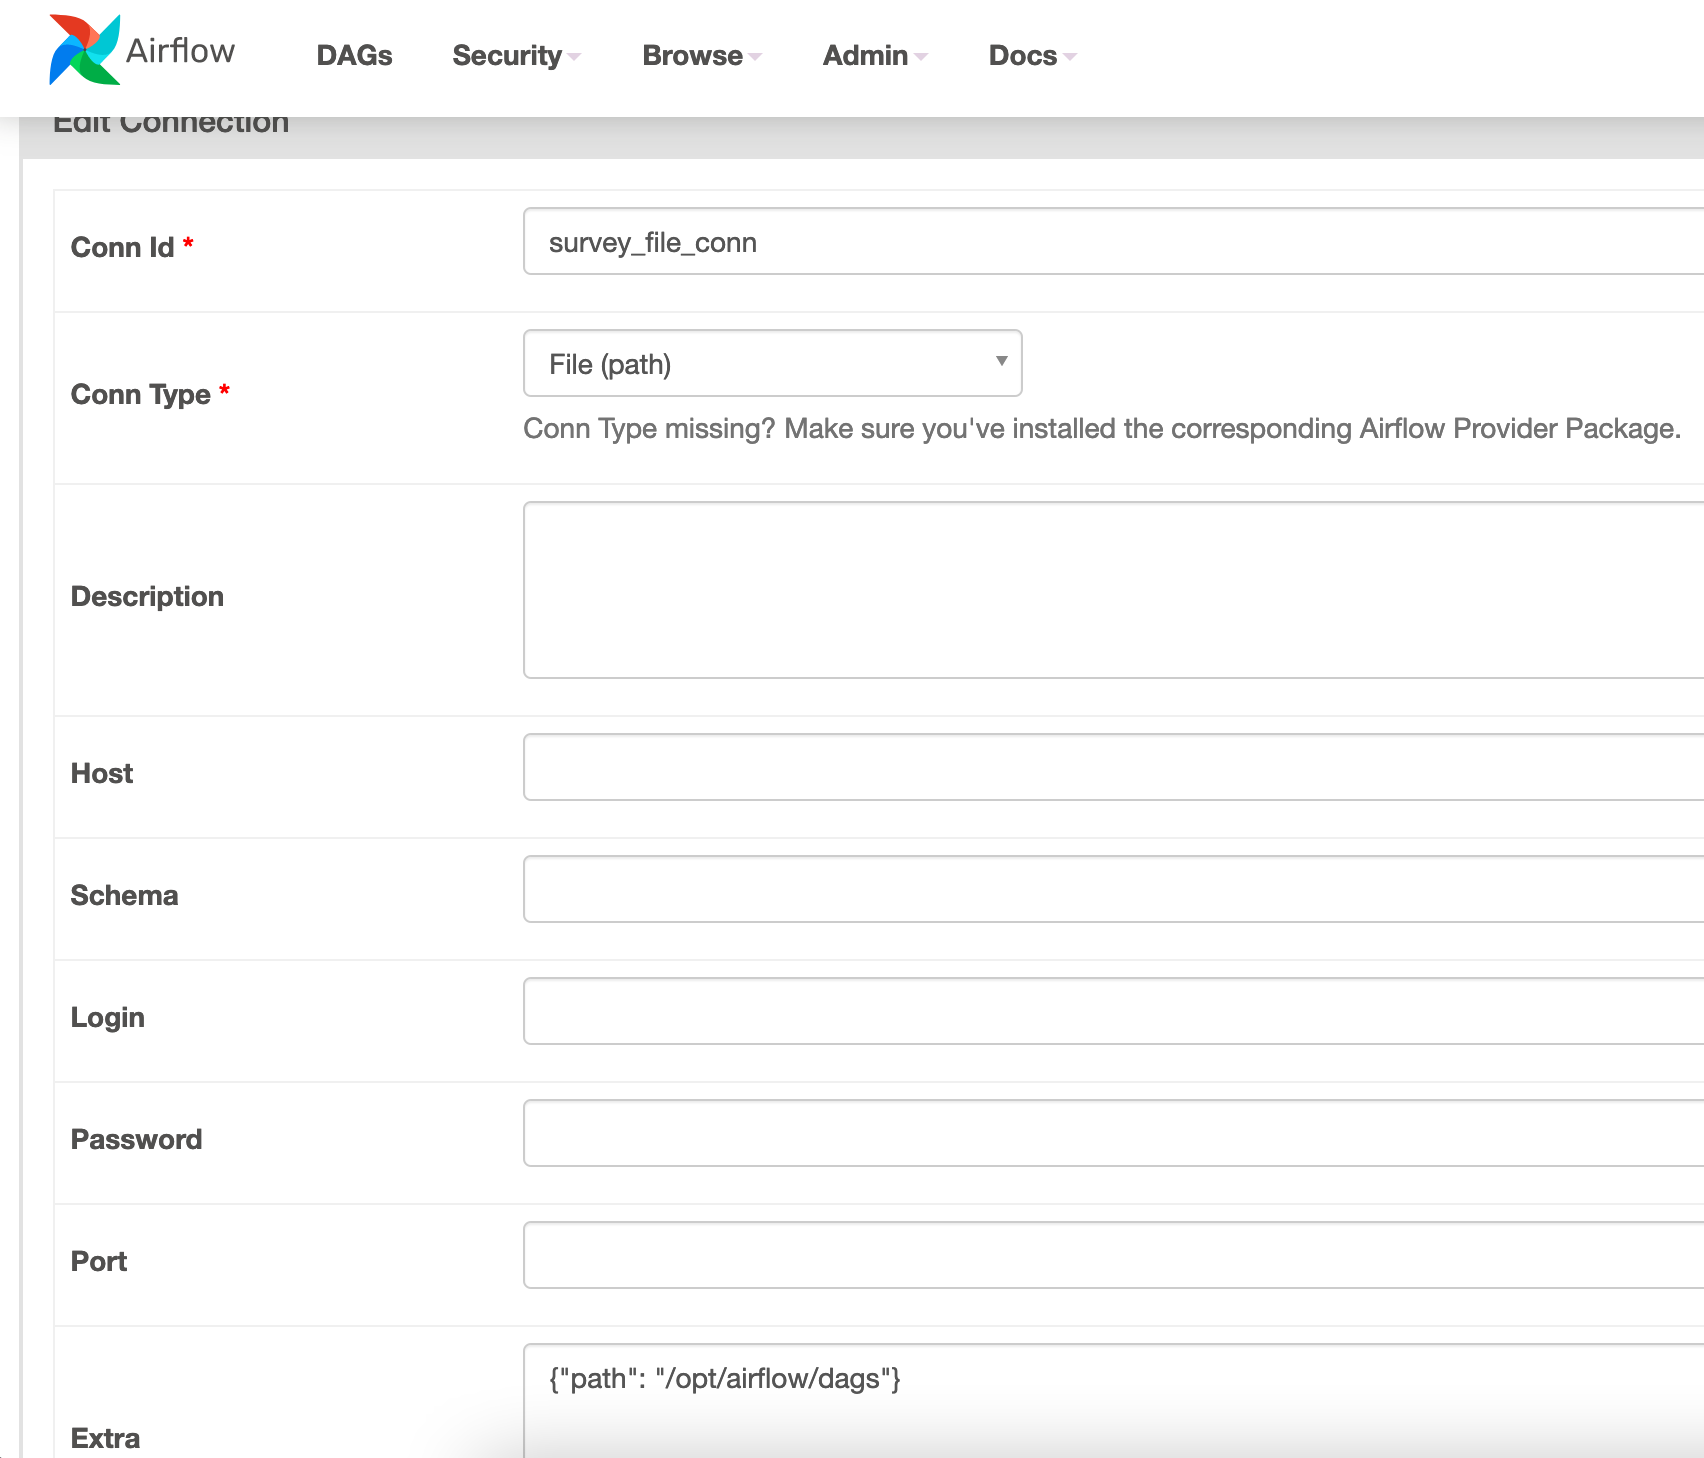 Airflow DAGs Security Browse Admin Docs
Edit Connection
Conn Id * survey_file_conn
Conn Type * File (path)
Conn Type missing? Make sure you've installed the corresponding Airflow Provider Package.
Description
Host
Schema
Login
Password
Port
{"path": "/opt/airflow/dags"}
Extra